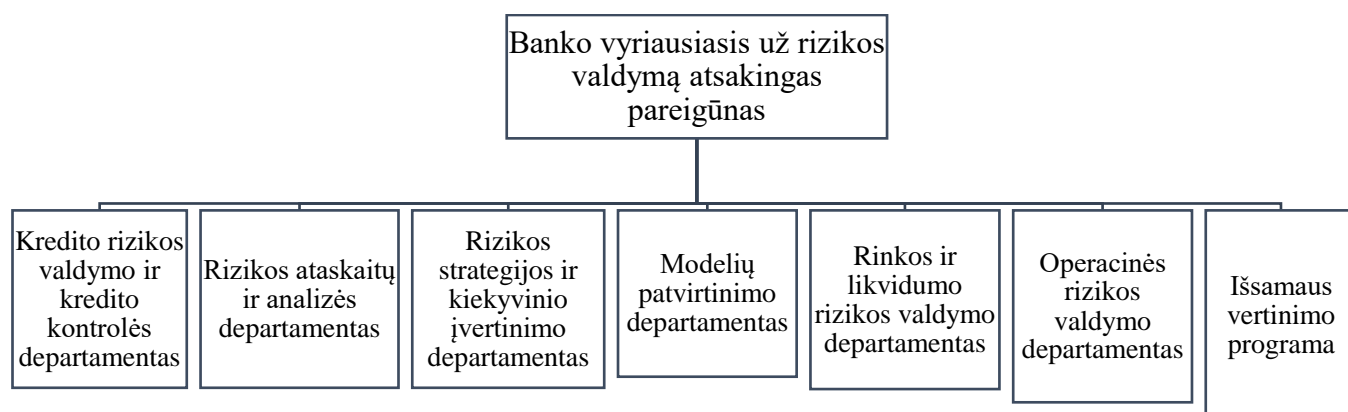 Banko vyriausiasis už rizikos
valdymą atsakingas
pareigūnas
Kredito rizikos
valdymo ir
kredito
kontrolės
departamentas
Rizikos ataskaitų
ir analizės
departamentas
Rizikos
strategijos ir
kiekyvinio
įvertinimo
departamentas
Modelių
patvirtinimo
departamentas
Rinkos ir
likvidumo
rizikos valdymo
departamentas
Operacinės
rizikos
valdymo
departamentas
Išsamaus
vertinimo
programa